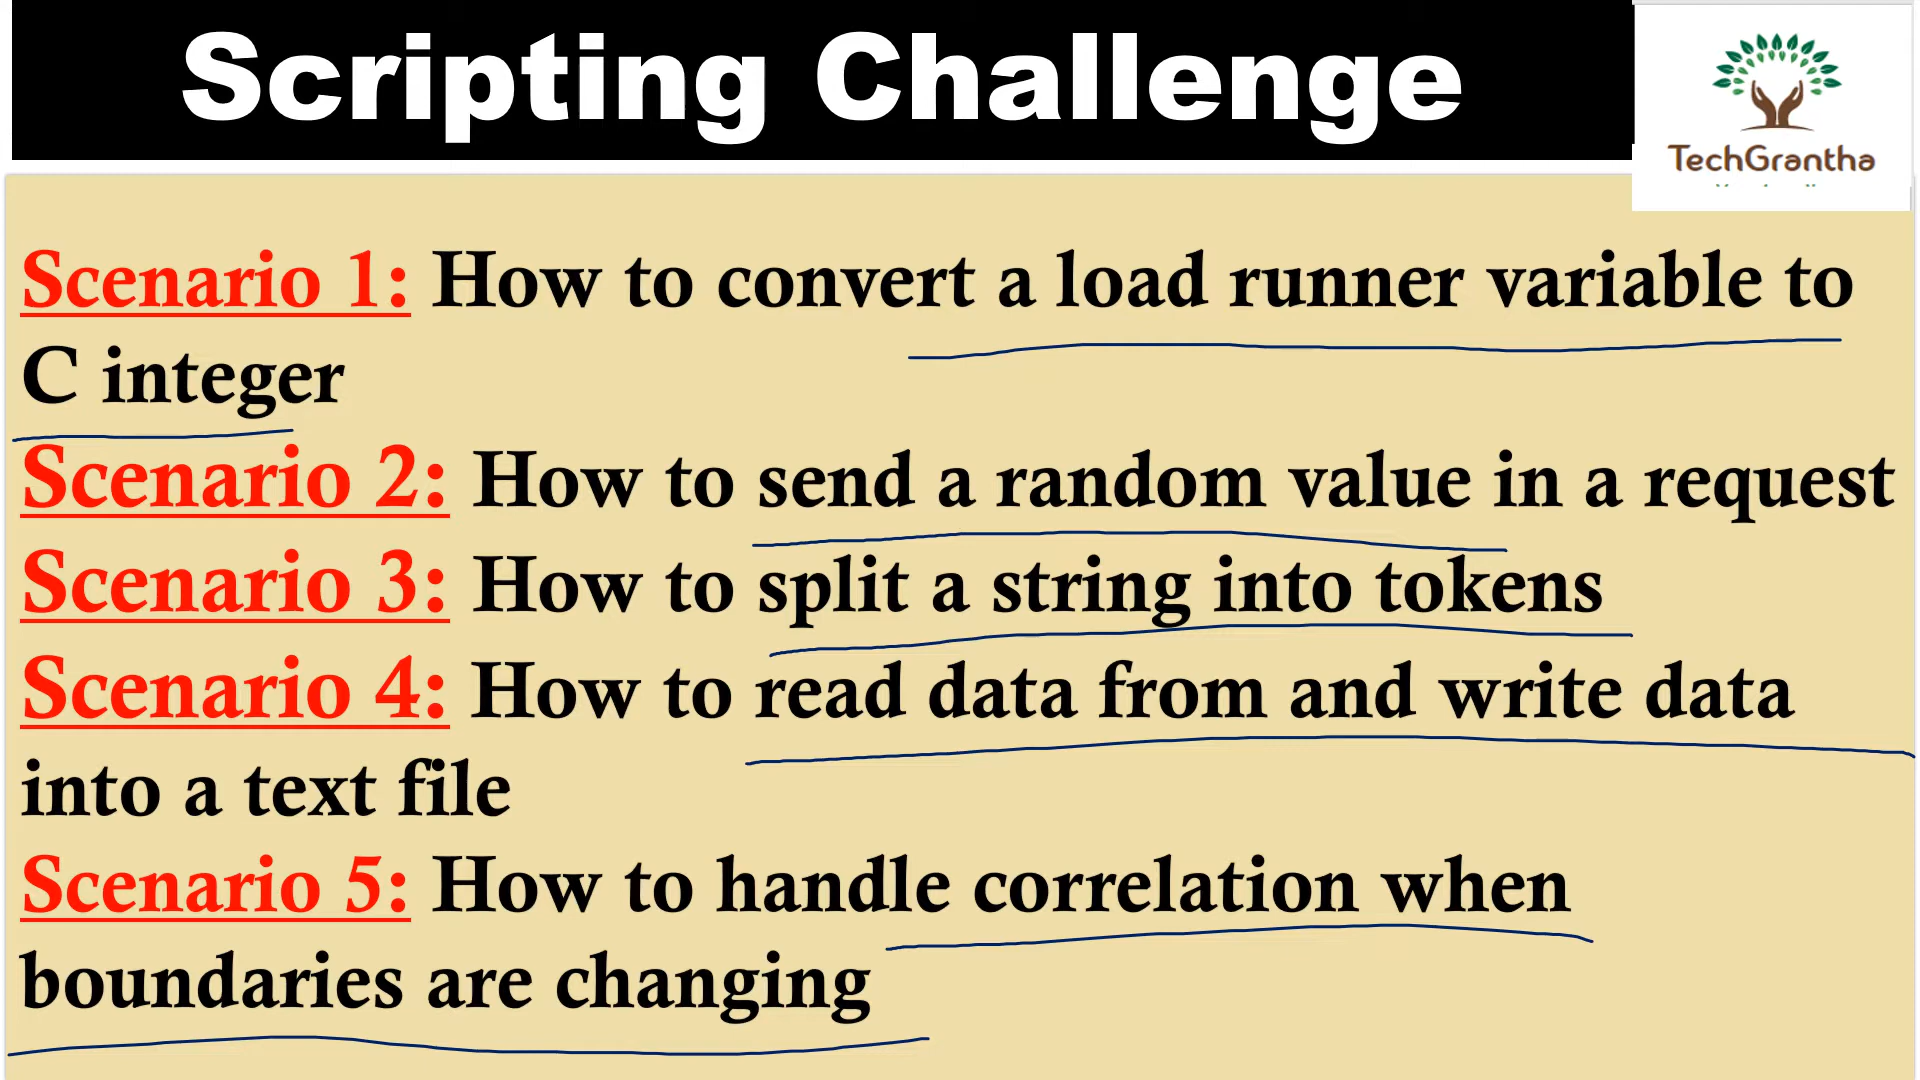 Scripting Challenge
TechGrantha
Scenario 1: How to convert a load runner variable to
C integer
Scenario 2: How to send a random value in a request
Scenario 3: How to split a string into tokens
Scenario 4: How to read data from and write data
into a text file
Scenario 5: How to handle correlation when
boundaries are changing